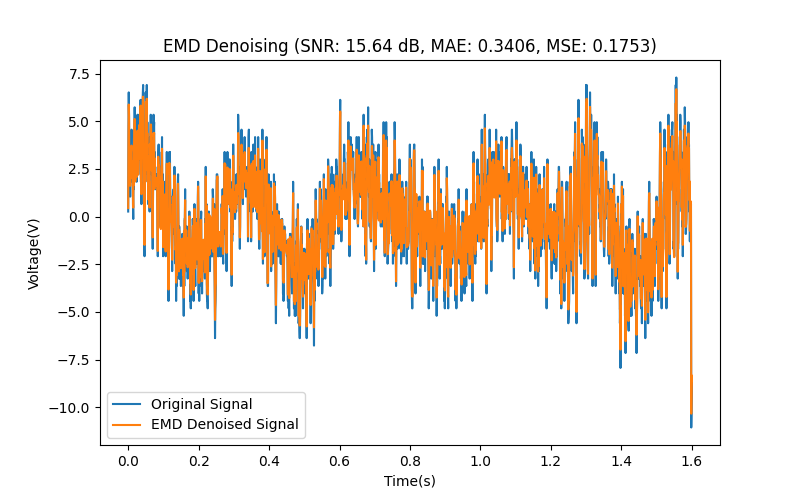 EMD Denoising (SNR: 15.64 dB, MAE: 0.3406, MSE: 0.1753)
7.5
5.0
2.5
0.0
−2.5
−5.0
−7.5
−10.0
Voltage(V)
Original Signal
EMD Denoised Signal
0.0 0.2 0.4 0.6 0.8 1.0 1.2 1.4 1.6
Time(s)